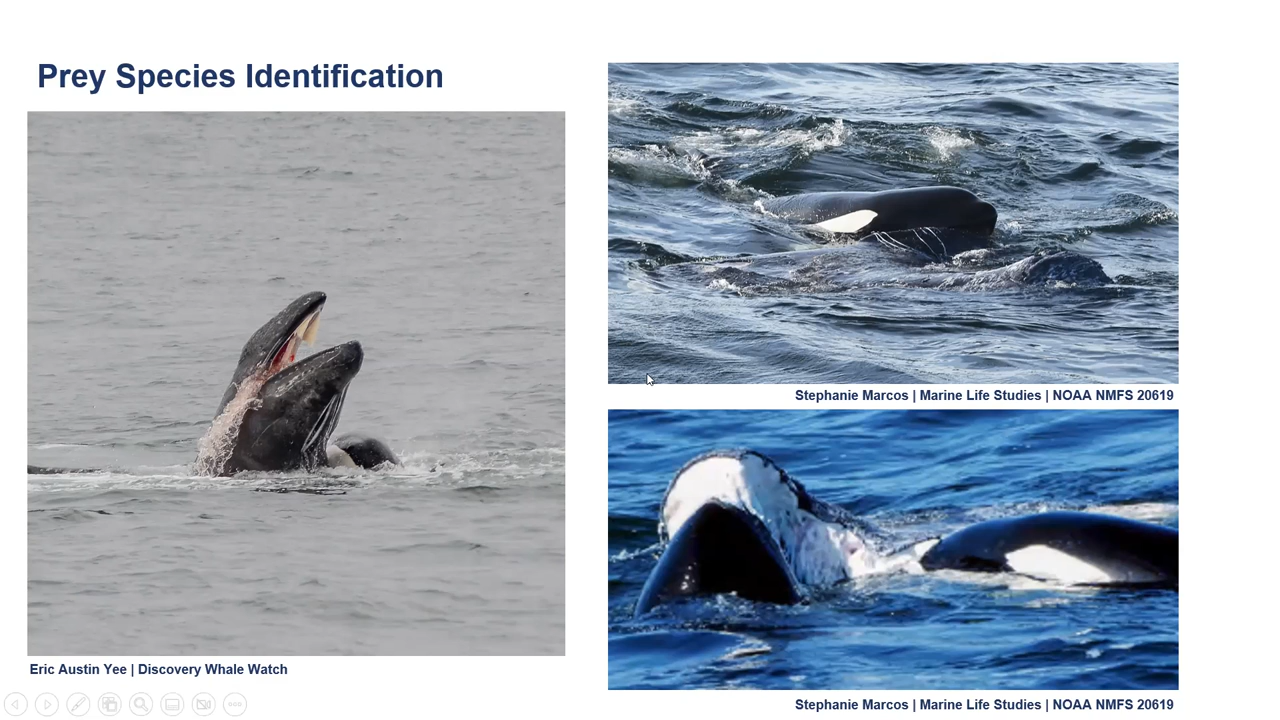 Prey Species Identification
Eric Austin Yee | Discovery Whale Watch
Stephanie Marcos | Marine Life Studies | NOAA NMFS 20619
Stephanie Marcos | Marine Life Studies | NOAA NMFS 20619